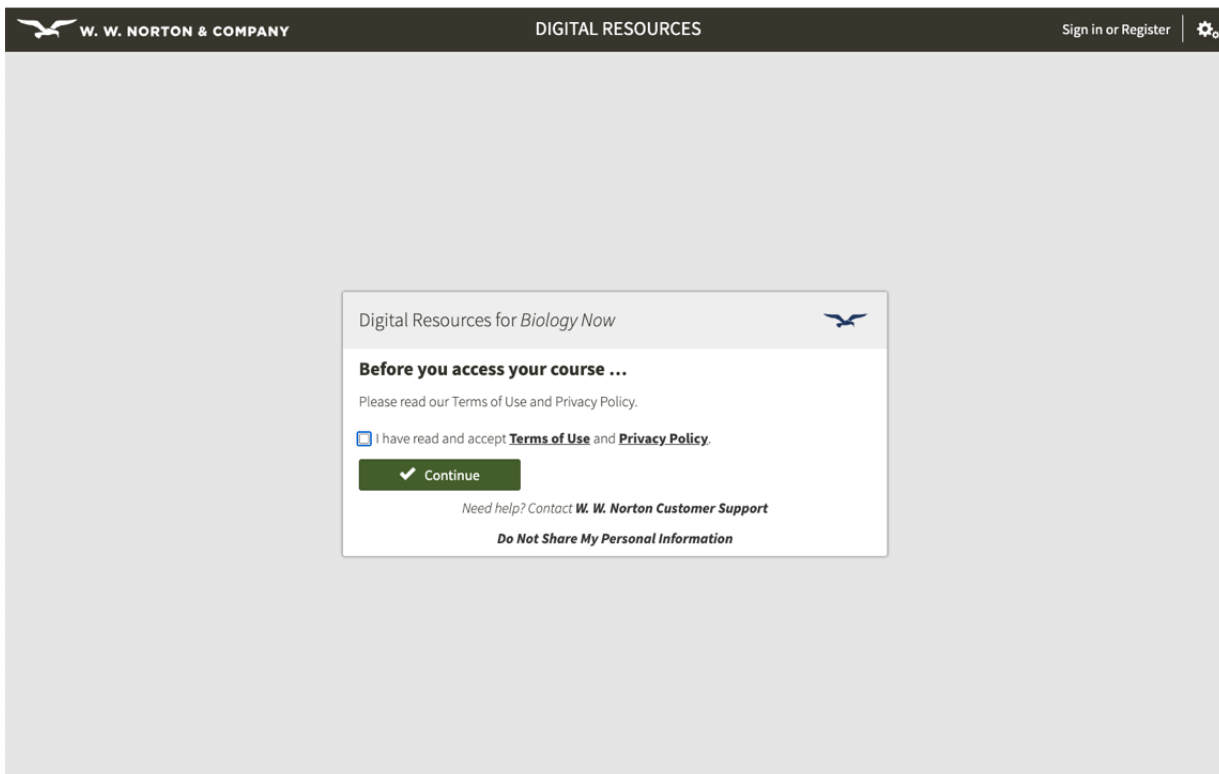 W. W. NORTON & COMPANY
DIGITAL RESOURCES
Sign in or Register
Digital Resources for Biology Now
Before you access your course ...
Please read our Terms of Use and Privacy Policy.
I have read and accept Terms of Use and Privacy Policy.
Continue
Need help? Contact W. W. Norton Customer Support
Do Not Share My Personal Information